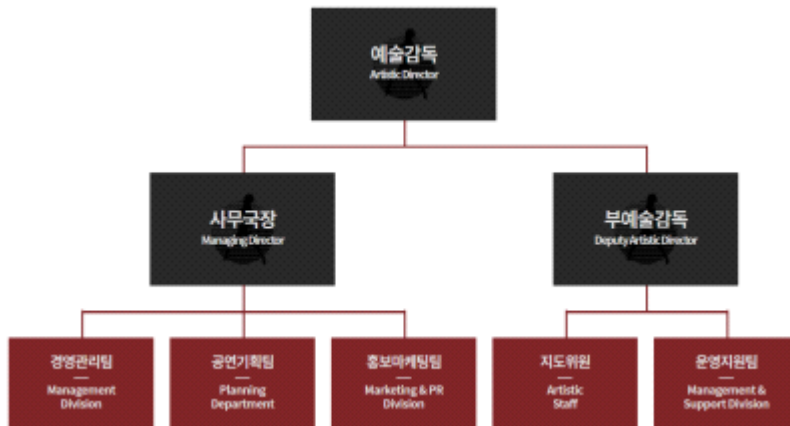 예술감독
Artistic Director
사무국장
Managing Director
부예술감독
Deputy Artistic Director
경영관리팀
Management
Division
공연기획팀
Planning
Department
홍보마케팅팀
Marketing & PR
Division
지도위원
Artistic
Staff
운영지원팀
Management &
Support Division